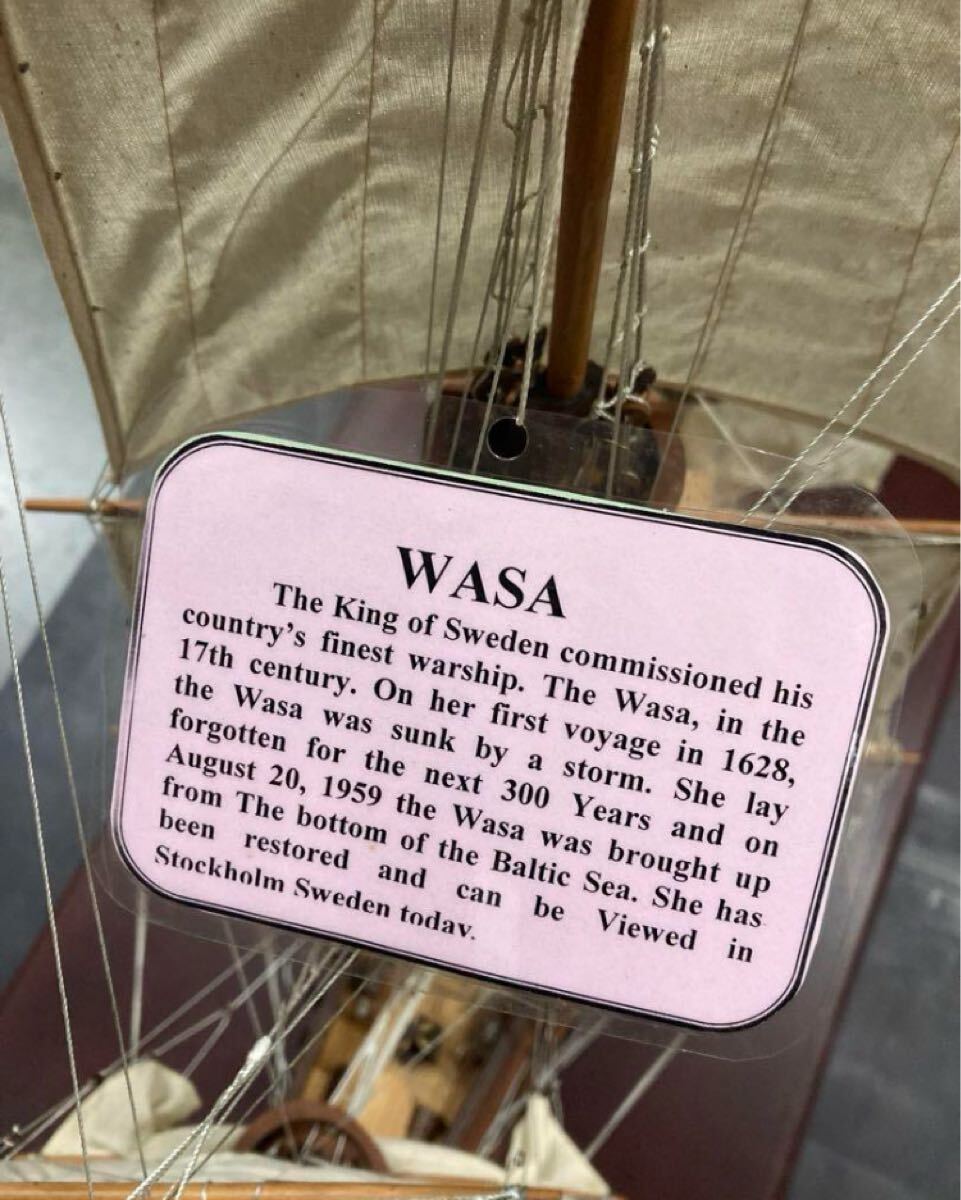 WASA
The King of Sweden commissioned his
country's finest warship. The Wasa, in the
17th century. On her first voyage in 1628,
the Wasa was sunk by a storm. She lay
forgotten for the next 300 Years and on
August 20, 1959 the Wasa was brought up
from The bottom of the Baltic Sea. She has
been restored and can be Viewed in
Stockholm Sweden today.